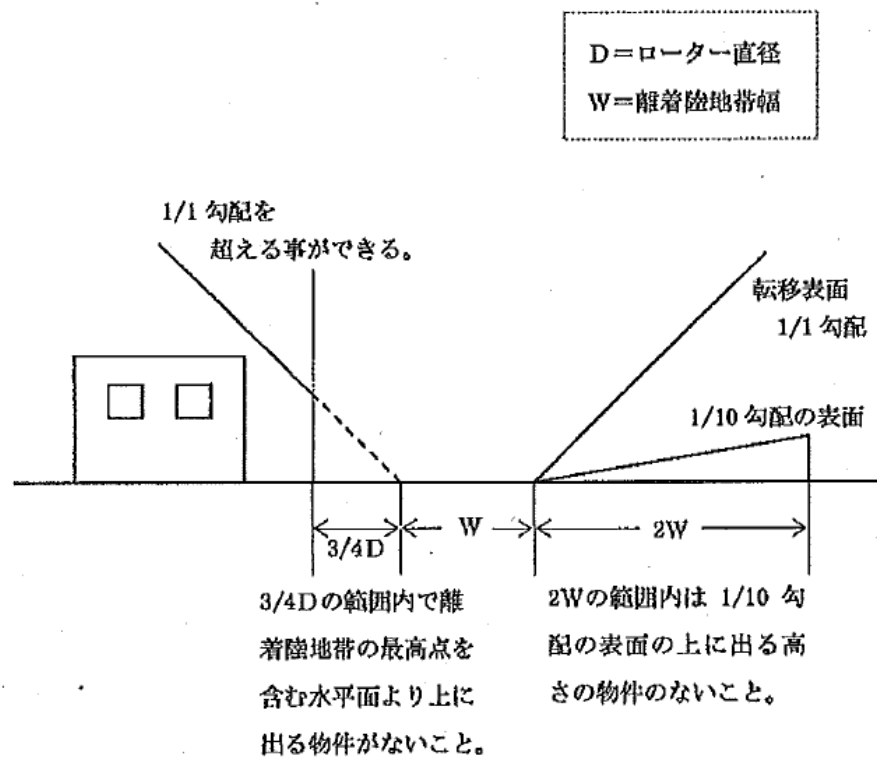 D=ローター直径
W=離着陸地帯幅
1/1 勾配を
超える事ができる。
転移表面
1/1 勾配
1/10 勾配の表面
3/4D
W
2W
3/4Dの範囲内で離
着陸地帯の最高点を
含む水平面より上に
出る物件がないこと。
2Wの範囲内は 1/10 勾
配の表面の上に出る高
さの物件のないこと。